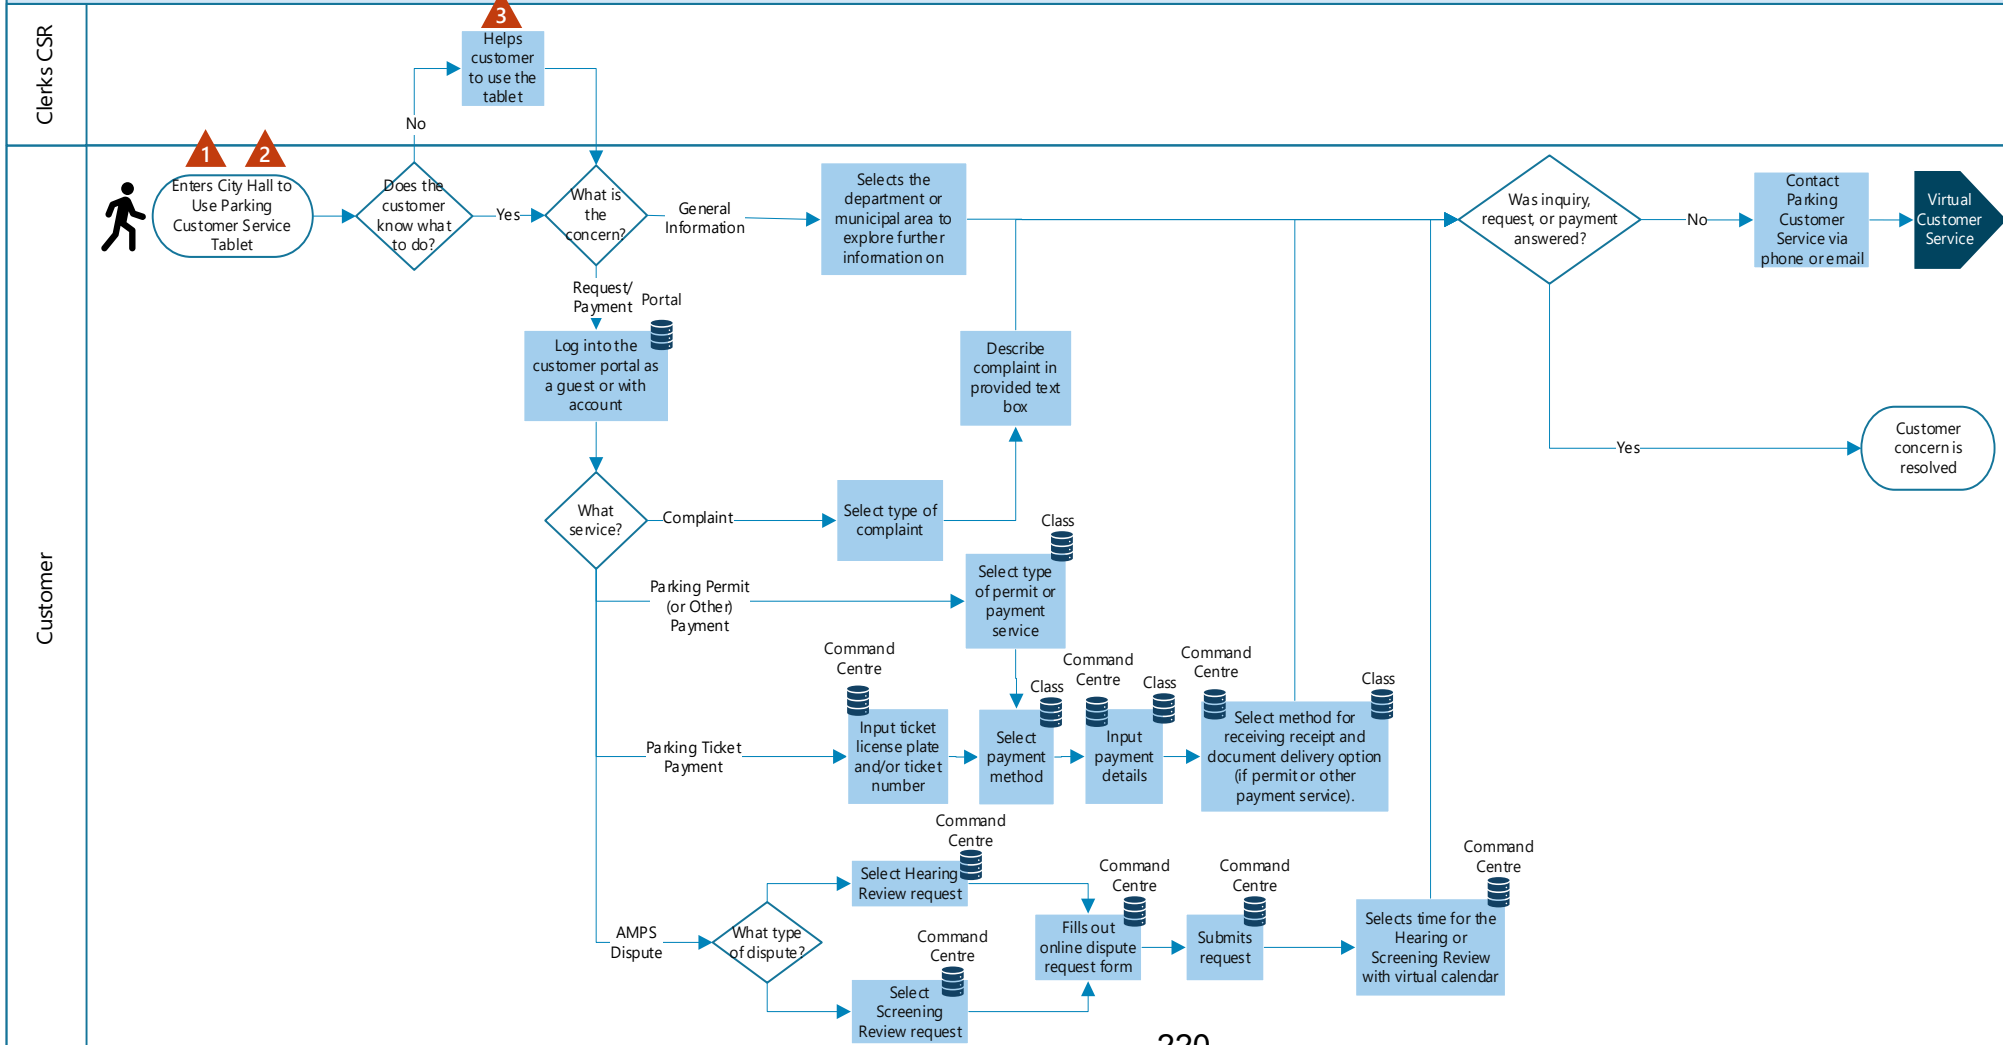 Clerks CSR
3
Helps
customer
to use the
tablet
No
Customer
1
2
Enters City Hall to
Use Parking
Customer Service
Tablet
Does the
customer
know what
to do?
Yes
What is
the
concern?
General
Information
Selects the
department or
municipal area to
explore further
information on
Was inquiry,
request, or payment
answered?
No
Contact
Parking
Customer
Service via
phone or email
Virtual
Customer
Service
Yes
Customer
concern is
resolved
Request/
Payment
Portal
Log into the
customer portal as
a guest or with
account
What
service?
Complaint
Select type of
complaint
Describe
complaint in
provided text
box
Parking Permit
(or Other)
Payment
Class
Select type
of permit or
payment
service
Parking Ticket
Payment
Command
Centre
Input ticket
license plate
and/or ticket
number
Class
Select
payment
method
Command
Centre
Class
Input
payment
details
Command
Centre
Class
Select method for
receiving receipt and
document delivery option
(if permit or other
payment service).
AMPS
Dispute
What type
of dispute?
Command
Centre
Select Hearing
Review request
Command
Centre
Select
Screening
Review request
Command
Centre
Fills out
online dispute
request form
Command
Centre
Submits
request
Command
Centre
Selects time for the
Hearing or
Screening Review
with virtual calendar
220